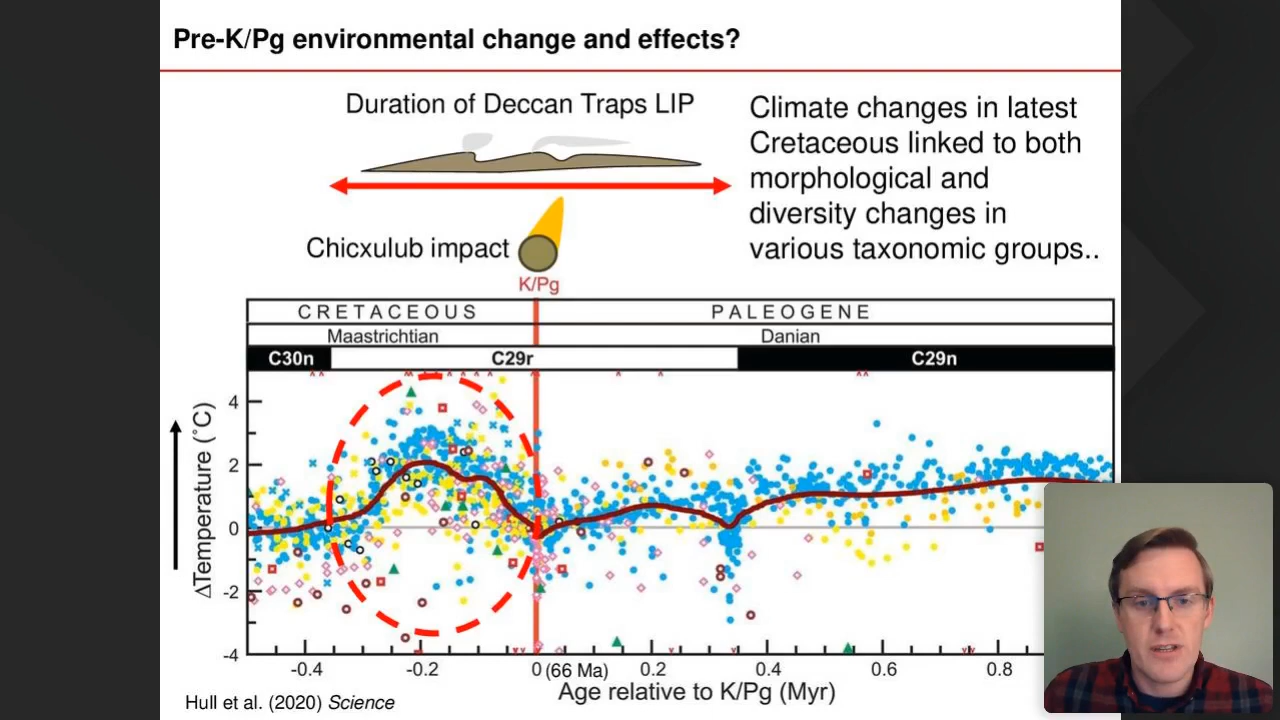 Pre-K/Pg environmental change and effects?
Duration of Deccan Traps LIP
Climate changes in latest
Cretaceous linked to both
morphological and
diversity changes in
various taxonomic groups..
Chicxulub impact
K/Pg
CRETACEOUS PALEOGENE
Maastrichtian Danian
C30n C29r C29n
ΔTemperature (˚C)
4
2
0
-2
-4
-0.4 -0.2 0 (66 Ma) 0.2 0.4 0.6 0.8
Age relative to K/Pg (Myr)
Hull et al. (2020) Science